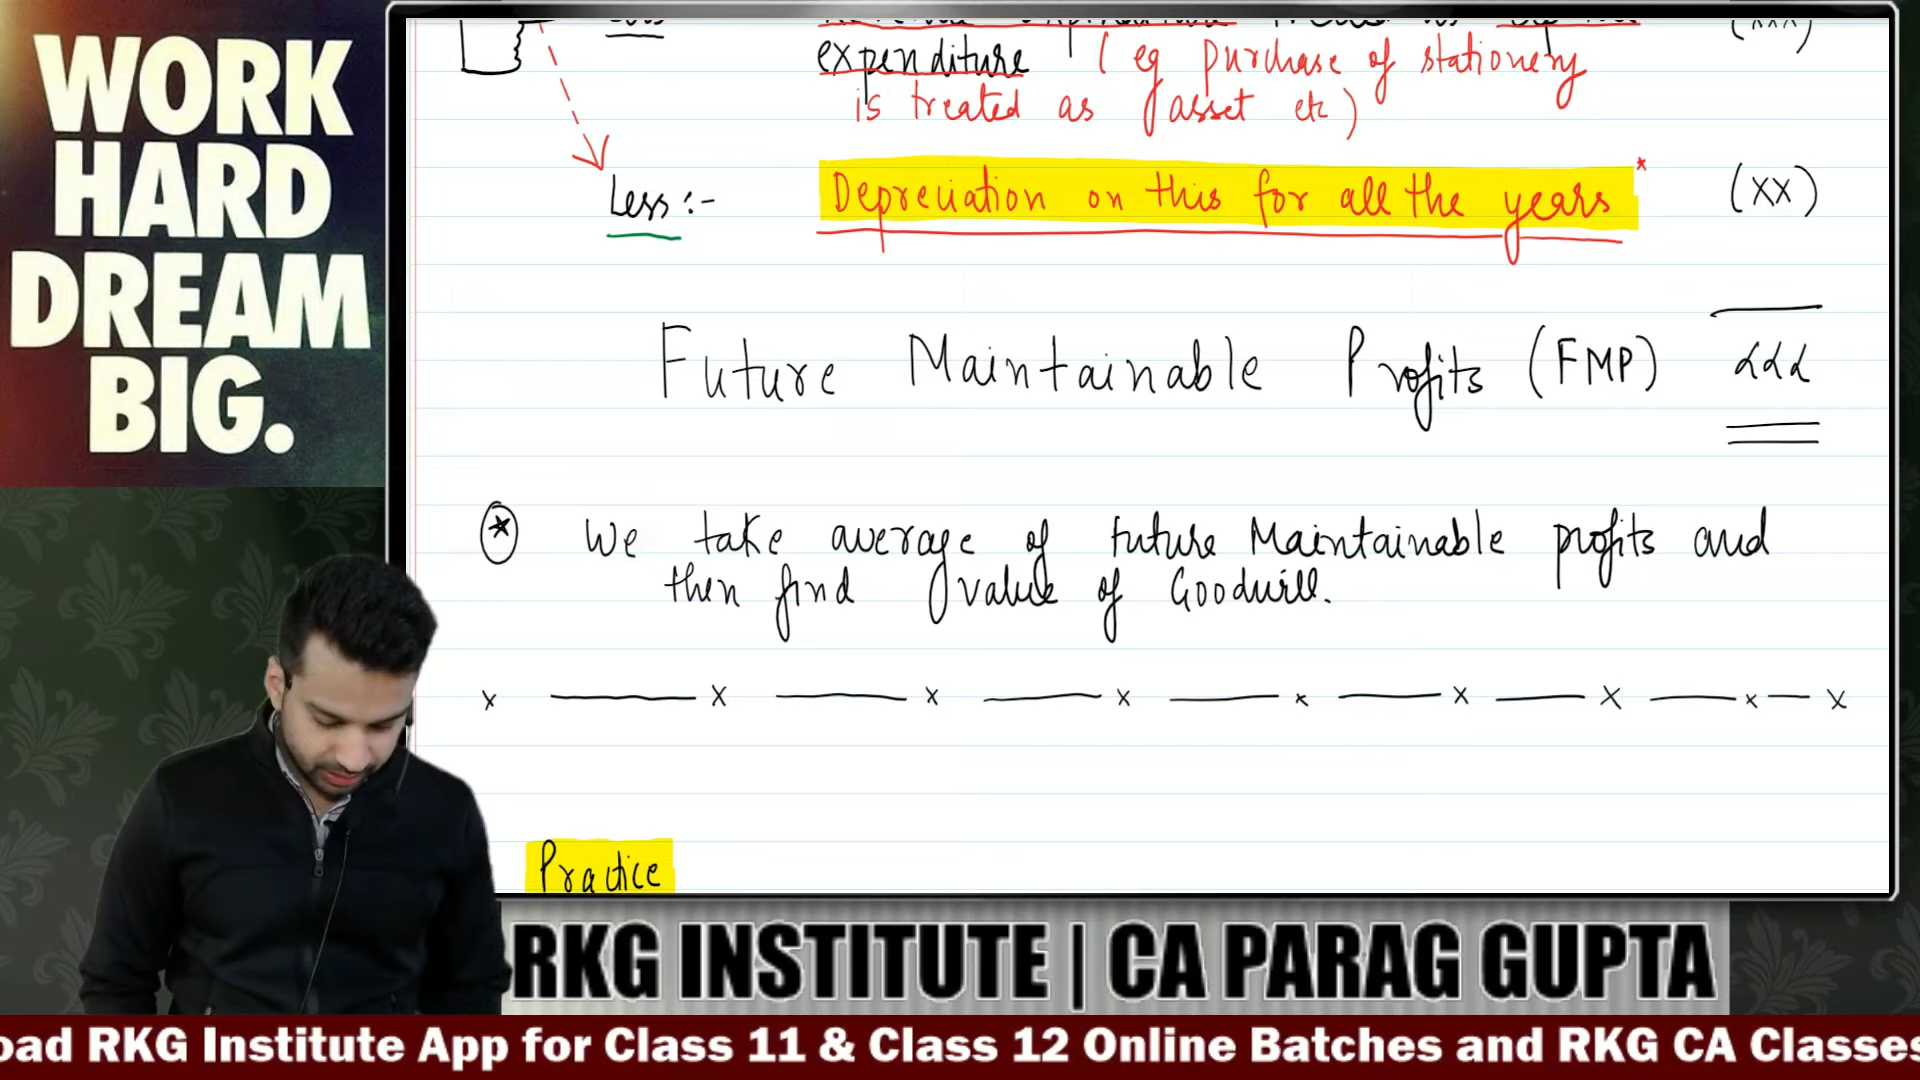 WORK
HARD
DREAM
BIG.
expenditure (eg purchase of stationery
is treated as asset etc)
Less :- Depreciation on this for all the years * (XX)
Future Maintainable Profits (FMP)
* We take average of future Maintainable profits and
then find value of Goodwill.
x x x x x x x x x
Practice
RKG INSTITUTE | CA PARAG GUPTA
oad RKG Institute App for Class 11 & Class 12 Online Batches and RKG CA Classes